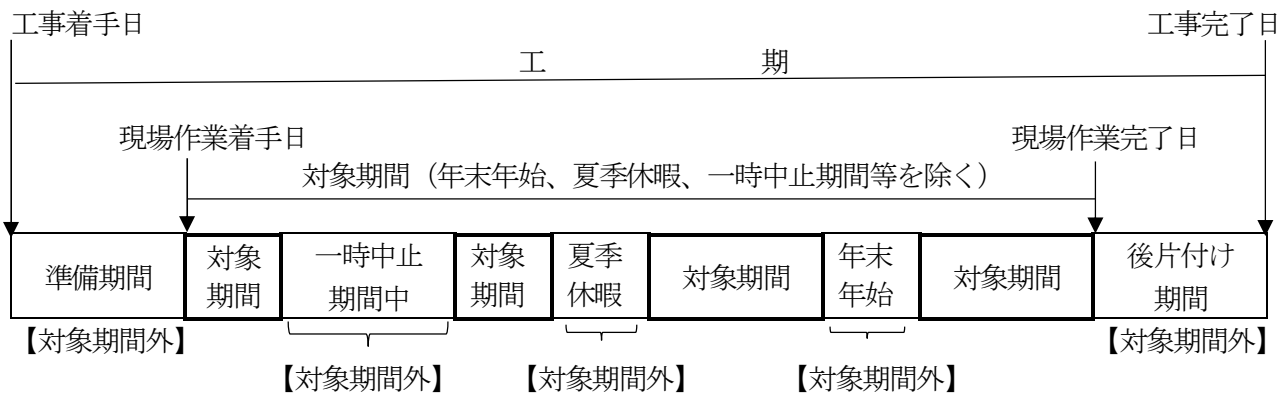 工事着手日
工事完了日
工 期
現場作業着手日
現場作業完了日
対象期間（年末年始、夏季休暇、一時中止期間等を除く）
準備期間
対象
期間
一時中止
期間中
対象
期間
夏季
休暇
対象期間
年末
年始
対象期間
後片付け
期間
【対象期間外】
【対象期間外】
【対象期間外】
【対象期間外】
【対象期間外】